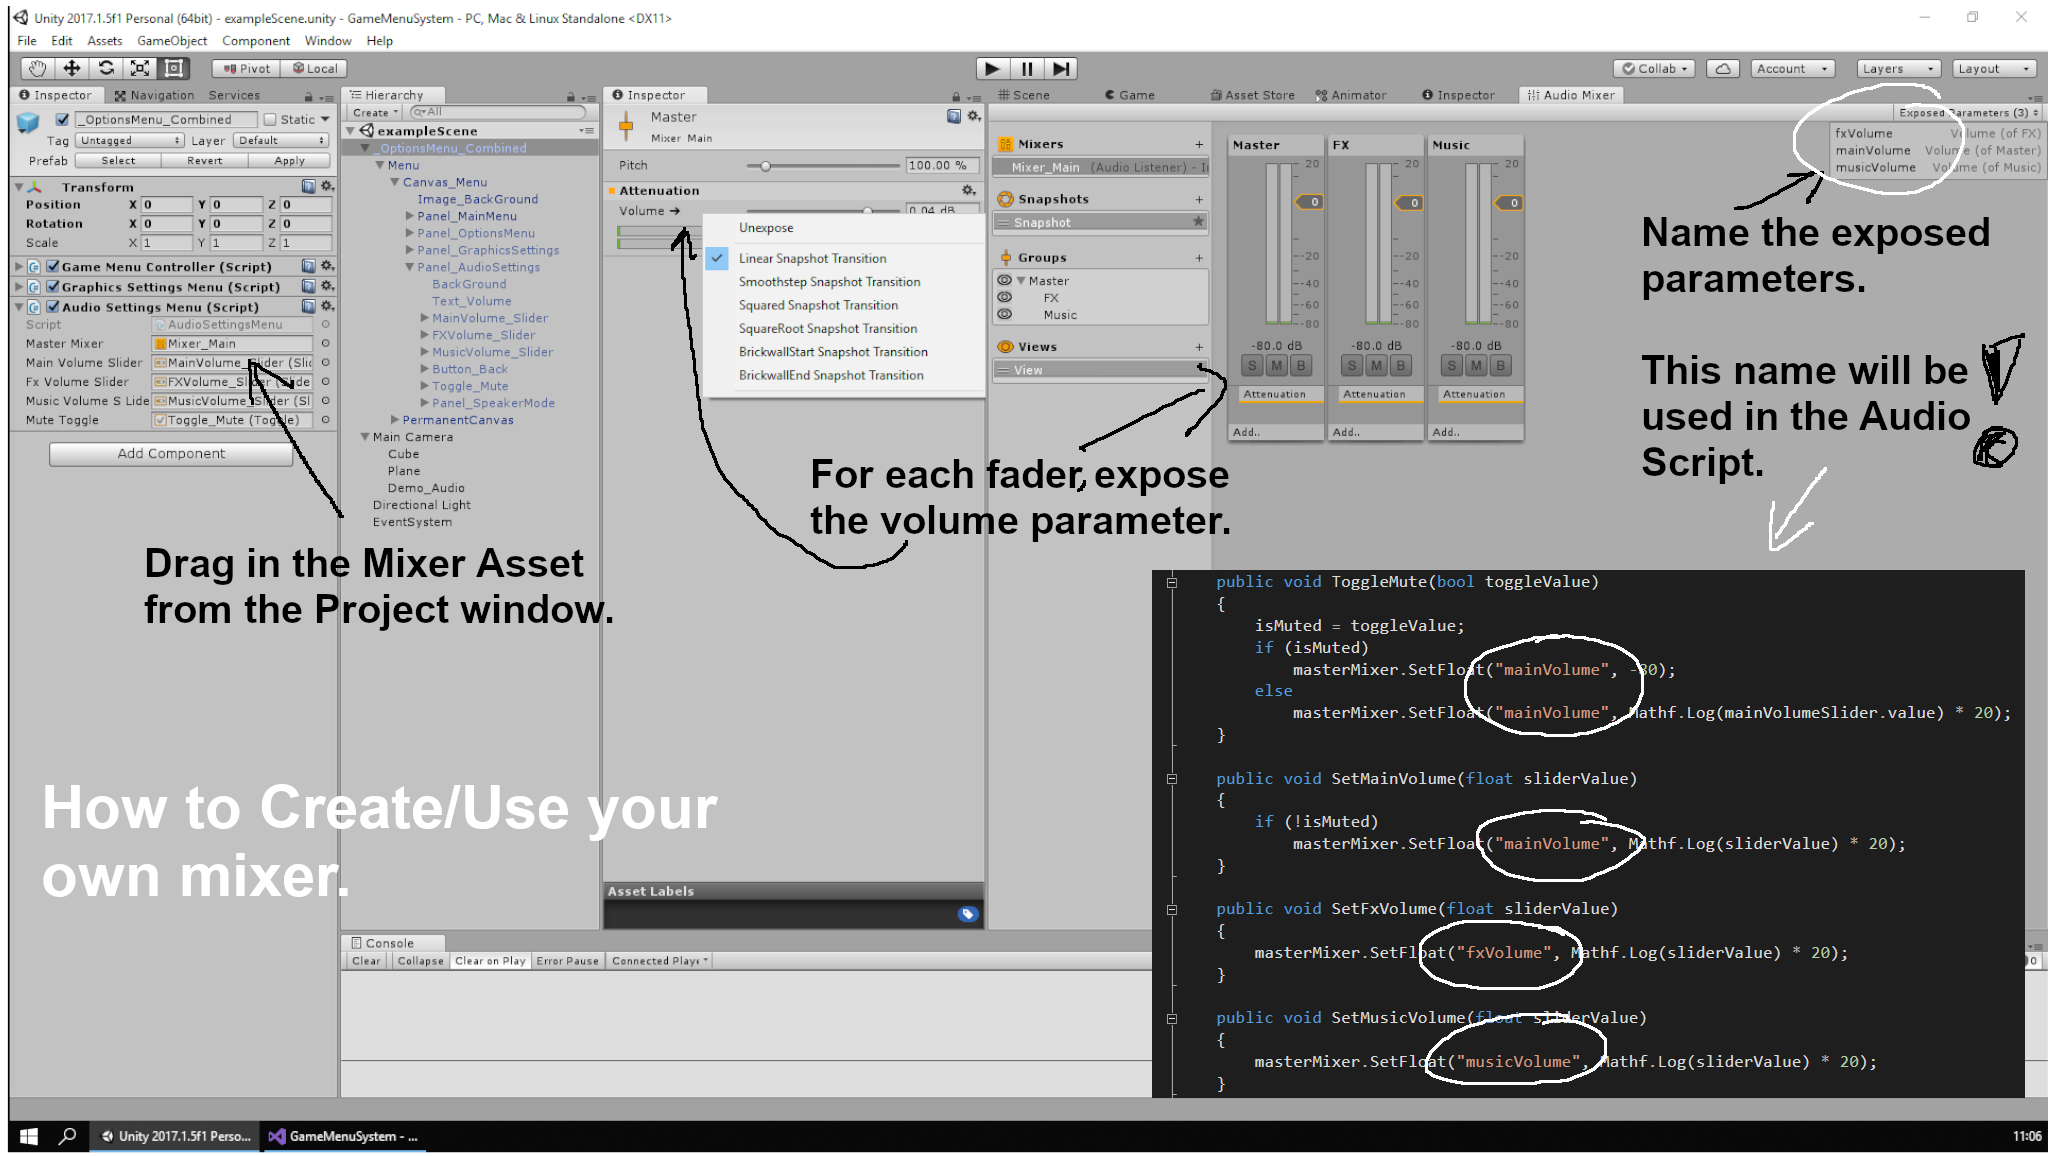 Unity 2017.1.5f1 Personal (64bit) - exampleScene.unity - GameMenuSystem - PC, Mac & Linux Standalone <DX11>
File Edit Assets GameObject Component Window Help
Pivot Local
Collab Account Layers Layout
Inspector Navigation Services
_OptionsMenu_Combined Static
Tag Untagged Layer Default
Prefab Select Revert Apply
Transform
Position X 0 Y 0 Z 0
Rotation X 0 Y 0 Z 0
Scale X 1 Y 1 Z 1
Game Menu Controller (Script)
Graphics Settings Menu (Script)
Audio Settings Menu (Script)
Script AudioSettingsMenu
Master Mixer Mixer_Main
Main Volume Slider MainVolume_Slider (Slic
Fx Volume Slider FXVolume_Slider (Slide
Music Volume S Lide MusicVolume_Slider (Sl
Mute Toggle Toggle_Mute (Toggle)
Add Component
Drag in the Mixer Asset
from the Project window.
How to Create/Use your
own mixer.
Hierarchy
Create All
exampleScene
_OptionsMenu_Combined
Menu
Canvas_Menu
Image_BackGround
Panel_MainMenu
Panel_OptionsMenu
Panel_GraphicsSettings
Panel_AudioSettings
BackGround
Text_Volume
MainVolume_Slider
FXVolume_Slider
MusicVolume_Slider
Button_Back
Toggle_Mute
Panel_SpeakerMode
PermanentCanvas
Main Camera
Cube
Plane
Demo_Audio
Directional Light
EventSystem
Inspector
Master
Mixer Main
Pitch 100.00 %
Attenuation
Volume 0.04 dB
Unexpose
Linear Snapshot Transition
Smoothstep Snapshot Transition
Squared Snapshot Transition
SquareRoot Snapshot Transition
BrickwallStart Snapshot Transition
BrickwallEnd Snapshot Transition
For each fader, expose
the volume parameter.
Asset Labels
Console
Clear Collapse Clear on Play Error Pause Connected Playe
Scene Game Asset Store Animator Inspector Audio Mixer
Exposed Parameters (3)
fxVolume Volume (of FX)
mainVolume Volume (of Master)
musicVolume Volume (of Music)
Mixers +
Mixer_Main (Audio Listener) - I
Snapshots +
Snapshot
Groups +
Master
FX
Music
Views +
View
Master FX Music
20 20 20
0 0 0
-20 -20 -20
-40 -40 -40
-60 -60 -60
-80 -80 -80
-80.0 dB -80.0 dB -80.0 dB
S M B S M B S M B
Attenuation Attenuation Attenuation
Add.. Add.. Add..
Name the exposed
parameters.
This name will be
used in the Audio
Script.
!
public void ToggleMute(bool toggleValue)
{
isMuted = toggleValue;
if (isMuted)
masterMixer.SetFloat("mainVolume", -80);
else
masterMixer.SetFloat("mainVolume", Mathf.Log(mainVolumeSlider.value) * 20);
}
public void SetMainVolume(float sliderValue)
{
if (!isMuted)
masterMixer.SetFloat("mainVolume", Mathf.Log(sliderValue) * 20);
}
public void SetFxVolume(float sliderValue)
{
masterMixer.SetFloat("fxVolume", Mathf.Log(sliderValue) * 20);
}
public void SetMusicVolume(float sliderValue)
{
masterMixer.SetFloat("musicVolume", Mathf.Log(sliderValue) * 20);
}
0
Unity 2017.1.5f1 Perso... GameMenuSystem - ... 11:06